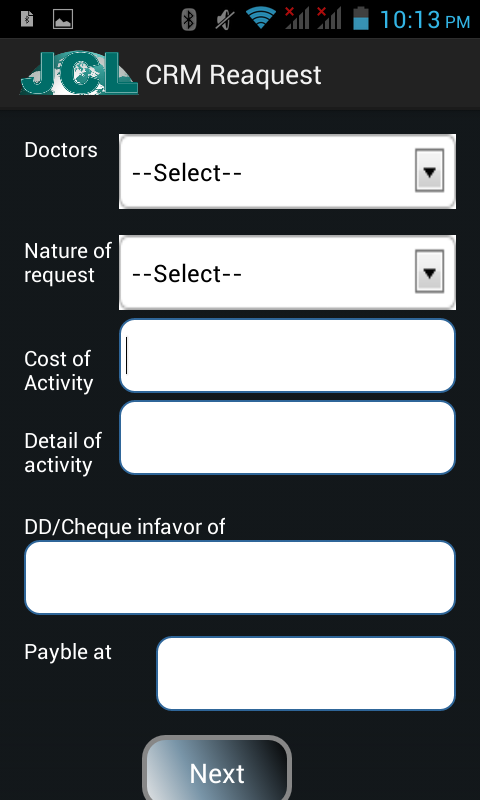 10:13 PM
JCL CRM Reaquest
Doctors
--Select--
Nature of
request
--Select--
Cost of
Activity
Detail of
activity
DD/Cheque infavor of
Payble at
Next